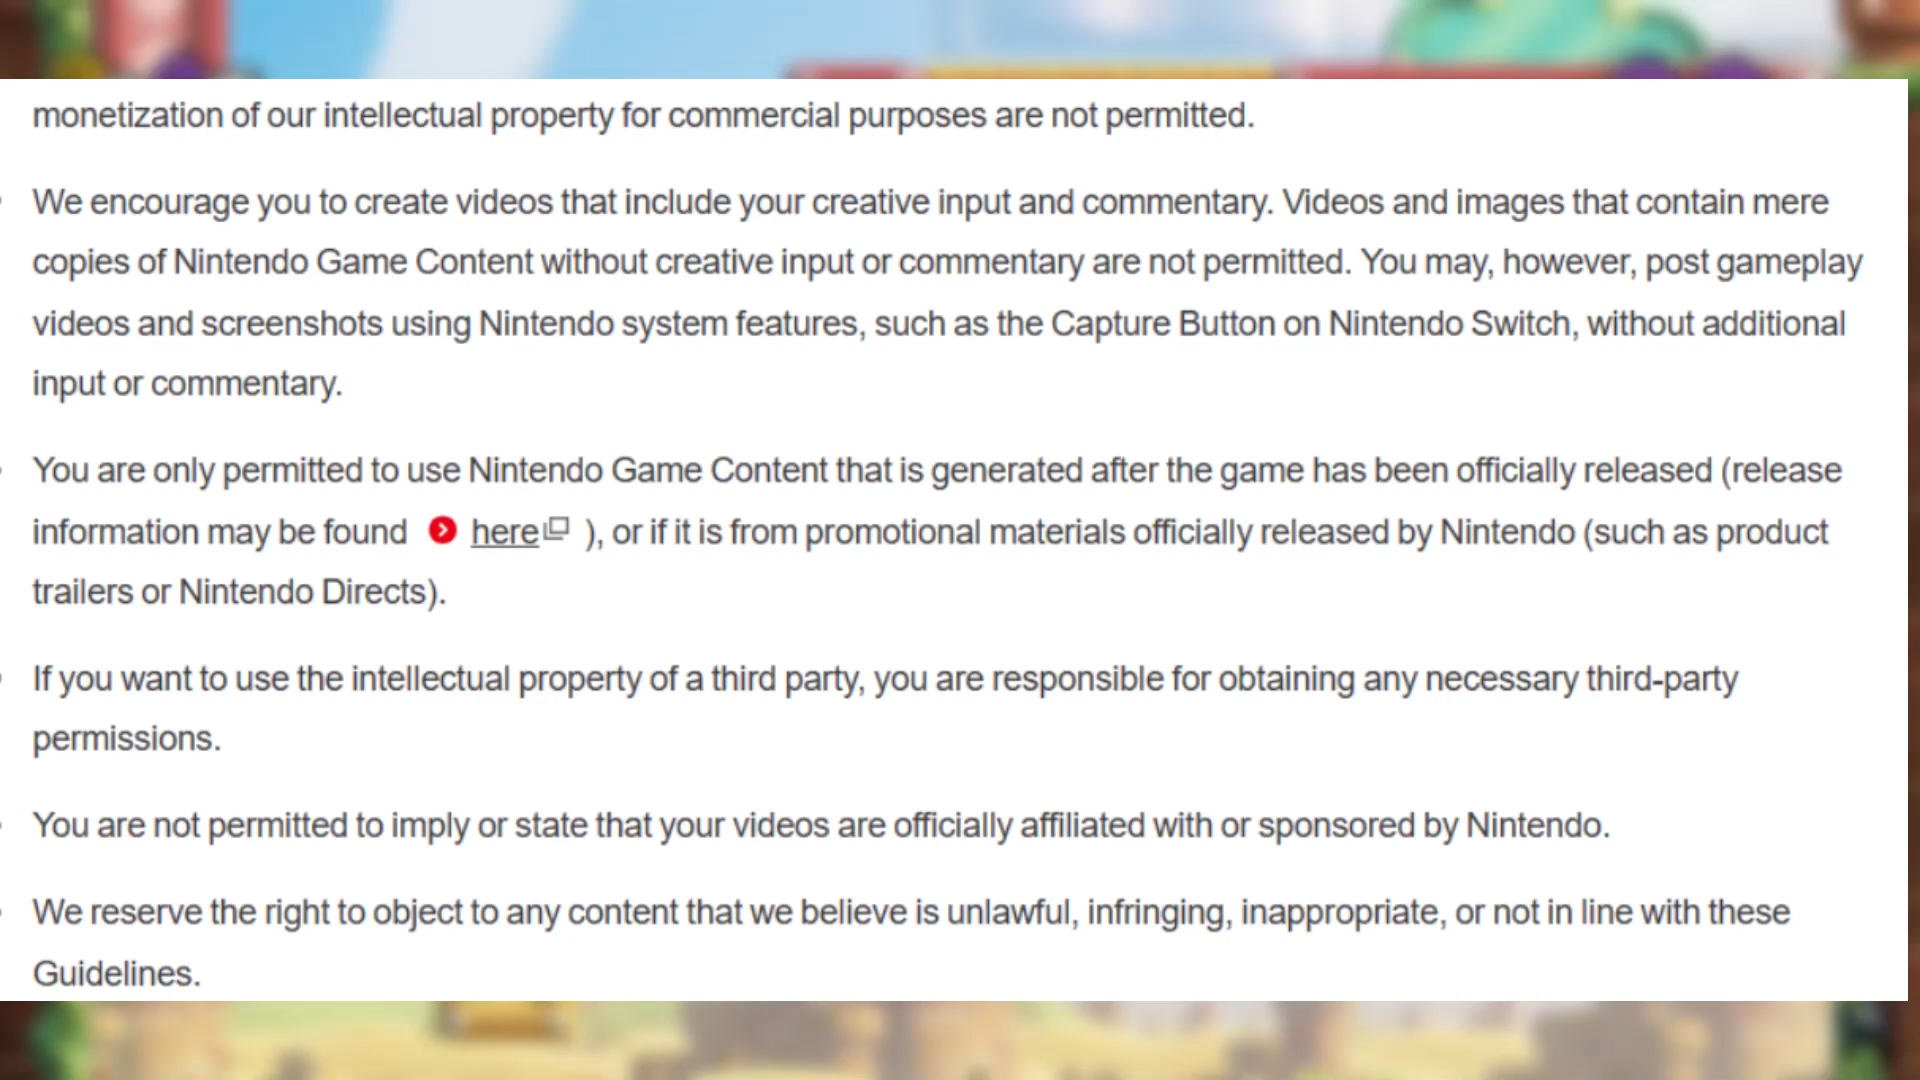 monetization of our intellectual property for commercial purposes are not permitted.
We encourage you to create videos that include your creative input and commentary. Videos and images that contain mere
copies of Nintendo Game Content without creative input or commentary are not permitted. You may, however, post gameplay
videos and screenshots using Nintendo system features, such as the Capture Button on Nintendo Switch, without additional
input or commentary.
You are only permitted to use Nintendo Game Content that is generated after the game has been officially released (release
information may be found here ), or if it is from promotional materials officially released by Nintendo (such as product
trailers or Nintendo Directs).
If you want to use the intellectual property of a third party, you are responsible for obtaining any necessary third-party
permissions.
You are not permitted to imply or state that your videos are officially affiliated with or sponsored by Nintendo.
We reserve the right to object to any content that we believe is unlawful, infringing, inappropriate, or not in line with these
Guidelines.